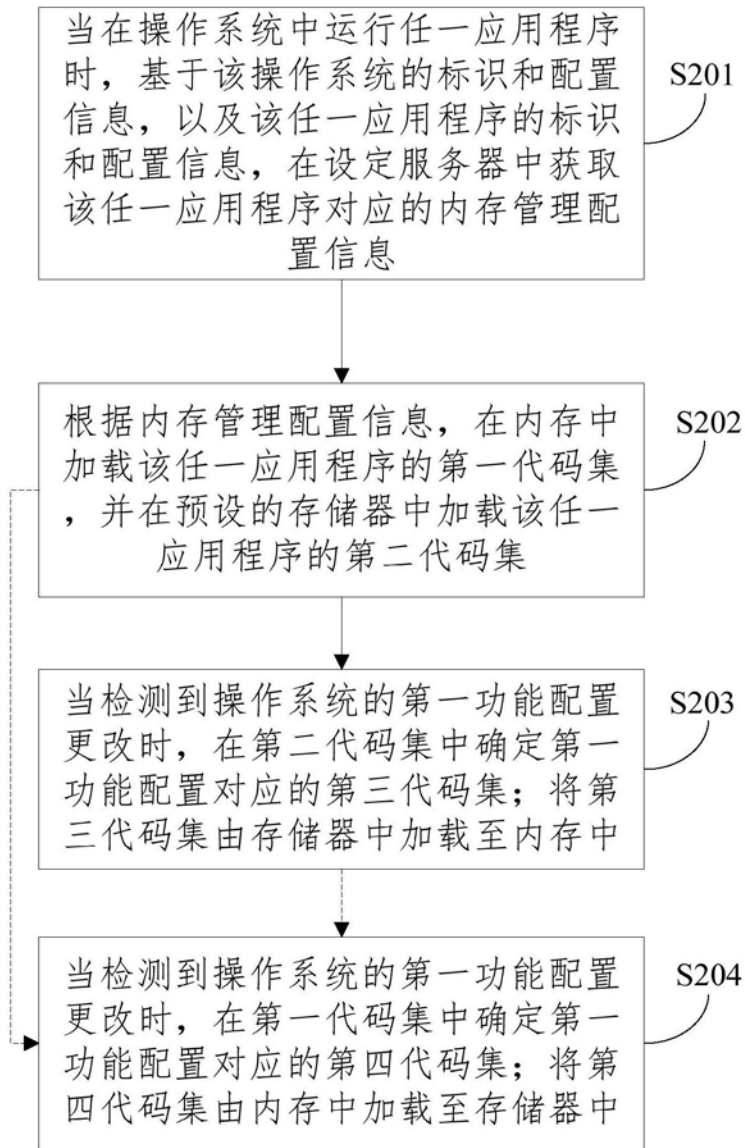 当在操作系统中运行任一应用程序
时，基于该操作系统的标识和配置
信息，以及该任一应用程序的标识
和配置信息，在设定服务器中获取
该任一应用程序对应的内存管理配
置信息
S201
根据内存管理配置信息，在内存中
加载该任一应用程序的第一代码集
，并在预设的存储器中加载该任一
应用程序的第二代码集
S202
当检测到操作系统的第一功能配置
更改时，在第二代码集中确定第一
功能配置对应的第三代码集；将第
三代码集由存储器中加载至内存中
S203
当检测到操作系统的第一功能配置
更改时，在第一代码集中确定第一
功能配置对应的第四代码集；将第
四代码集由内存中加载至存储器中
S204